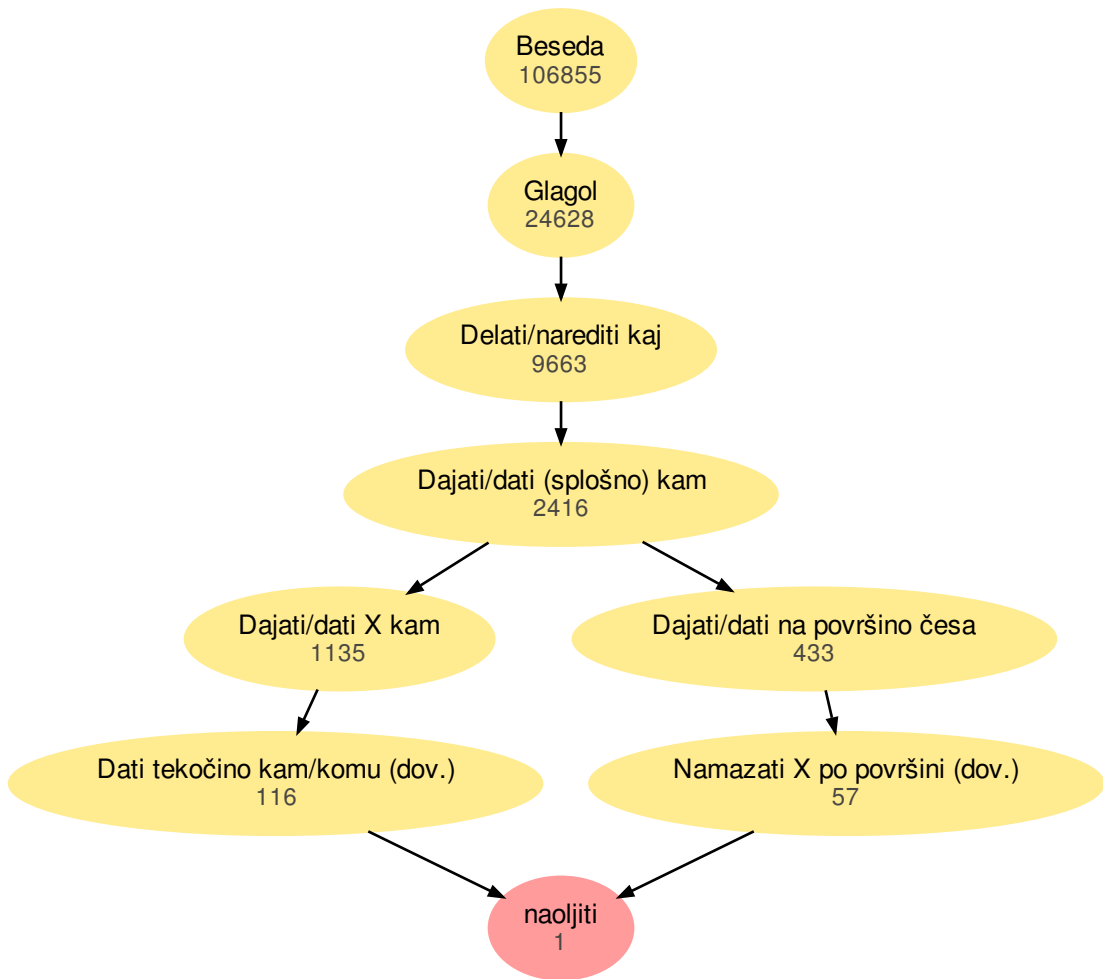 Beseda
106855
Glagol
24628
Delati/narediti kaj
9663
Dajati/dati (splošno) kam
2416
Dajati/dati X kam
1135
Dajati/dati na površino česa
433
Dati tekočino kam/komu (dov.)
116
Namazati X po površini (dov.)
57
naoljiti
1